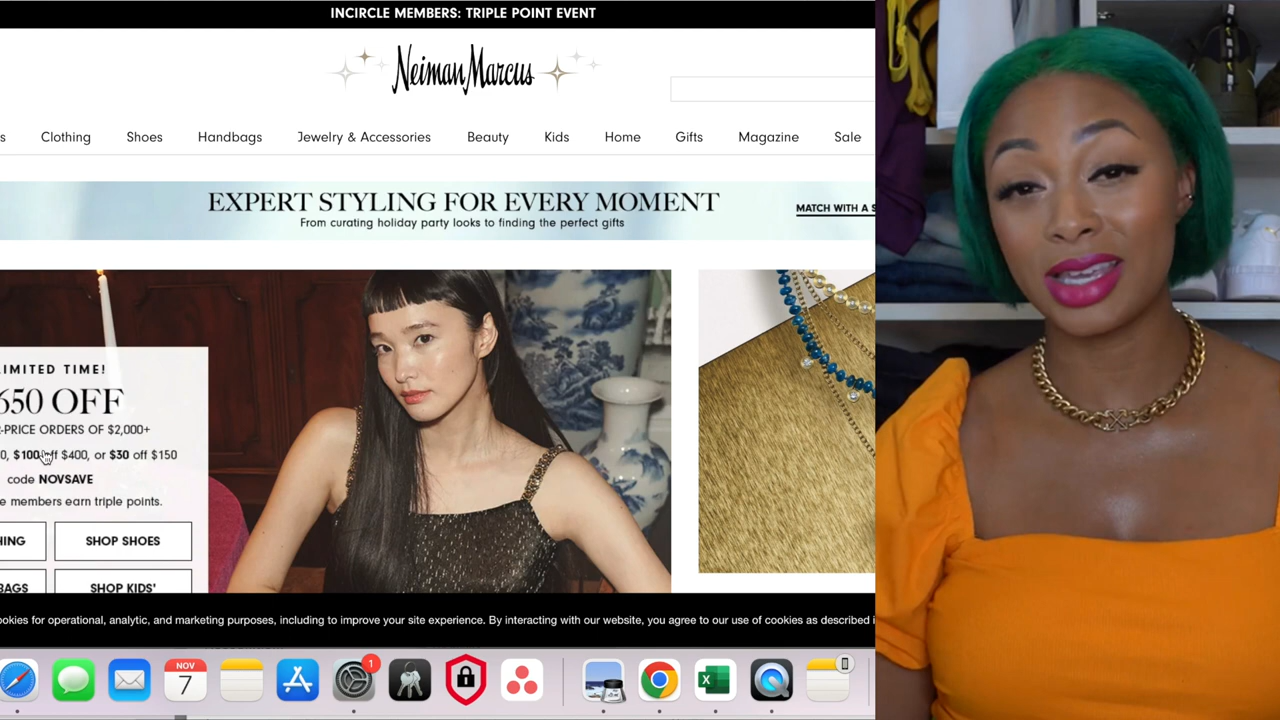 INCIRCLE MEMBERS: TRIPLE POINT EVENT
Neiman Marcus
s Clothing Shoes Handbags Jewelry & Accessories Beauty Kids Home Gifts Magazine Sale
EXPERT STYLING FOR EVERY MOMENT
From curating holiday party looks to finding the perfect gifts
MATCH WITH A S
LIMITED TIME!
650 OFF
-PRICE ORDERS OF $2,000+
0, $100 off $400, or $30 off $150
code NOVSAVE
e members earn triple points.
HING
SHOP SHOES
BAGS
SHOP KIDS'
ookies for operational, analytic, and marketing purposes, including to improve your site experience. By interacting with our website, you agree to our use of cookies as described i
NOV
7
1
X